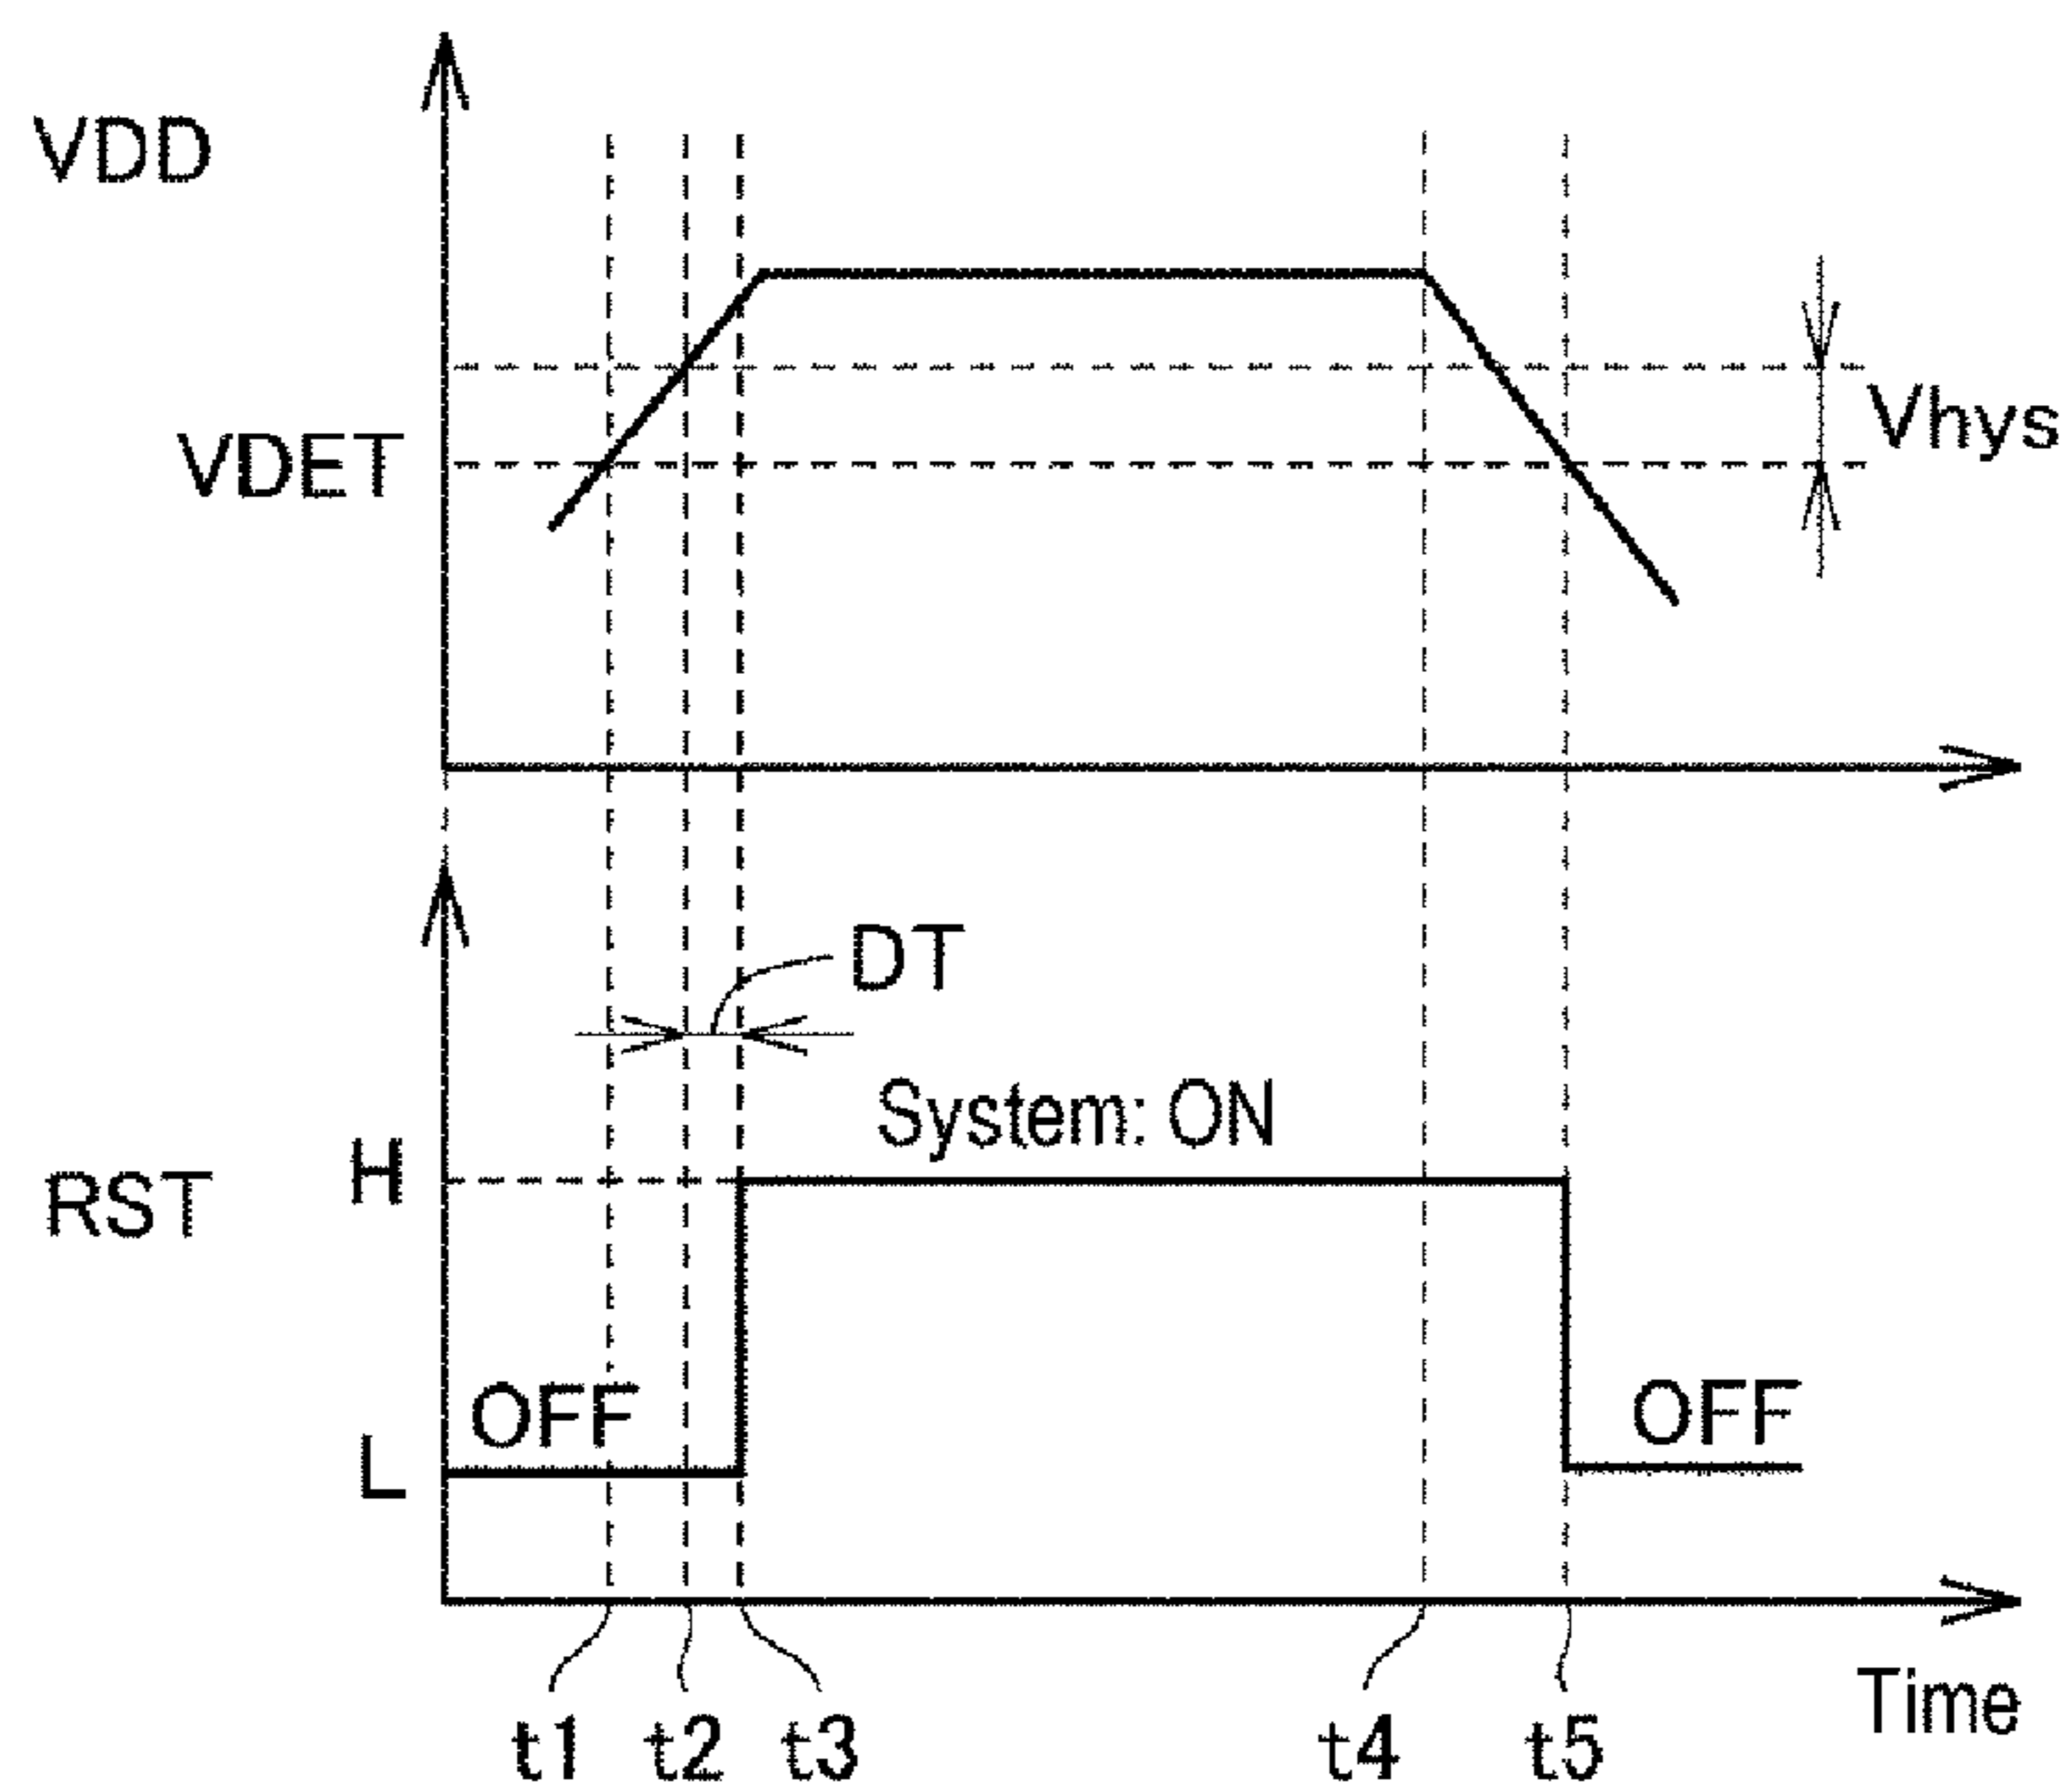 VDD
VDET
Vhys
DT
System: ON
RST
H
OFF
OFF
L
t1
t2
t3
t4
t5
Time